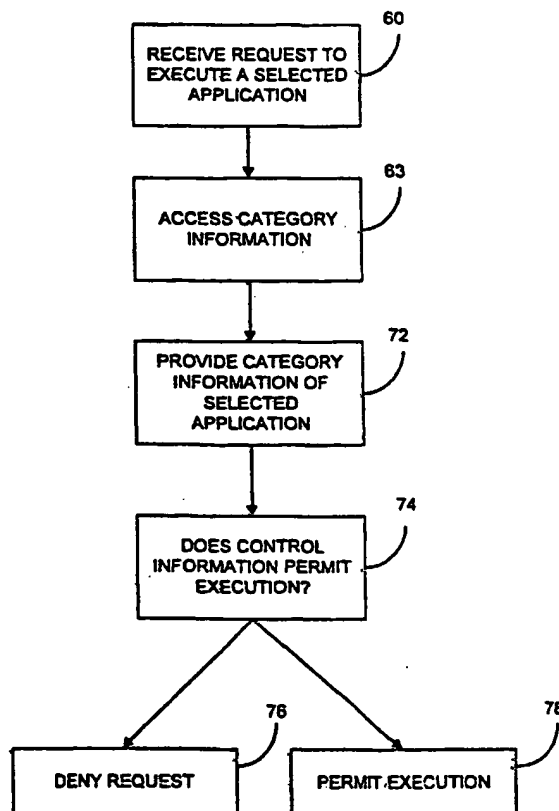 60
RECEIVE REQUEST TO
EXECUTE A SELECTED
APPLICATION
63
ACCESS CATEGORY
INFORMATION
72
PROVIDE CATEGORY
INFORMATION OF
SELECTED
APPLICATION
74
DOES CONTROL
INFORMATION PERMIT
EXECUTION?
76
DENY REQUEST
78
PERMIT EXECUTION